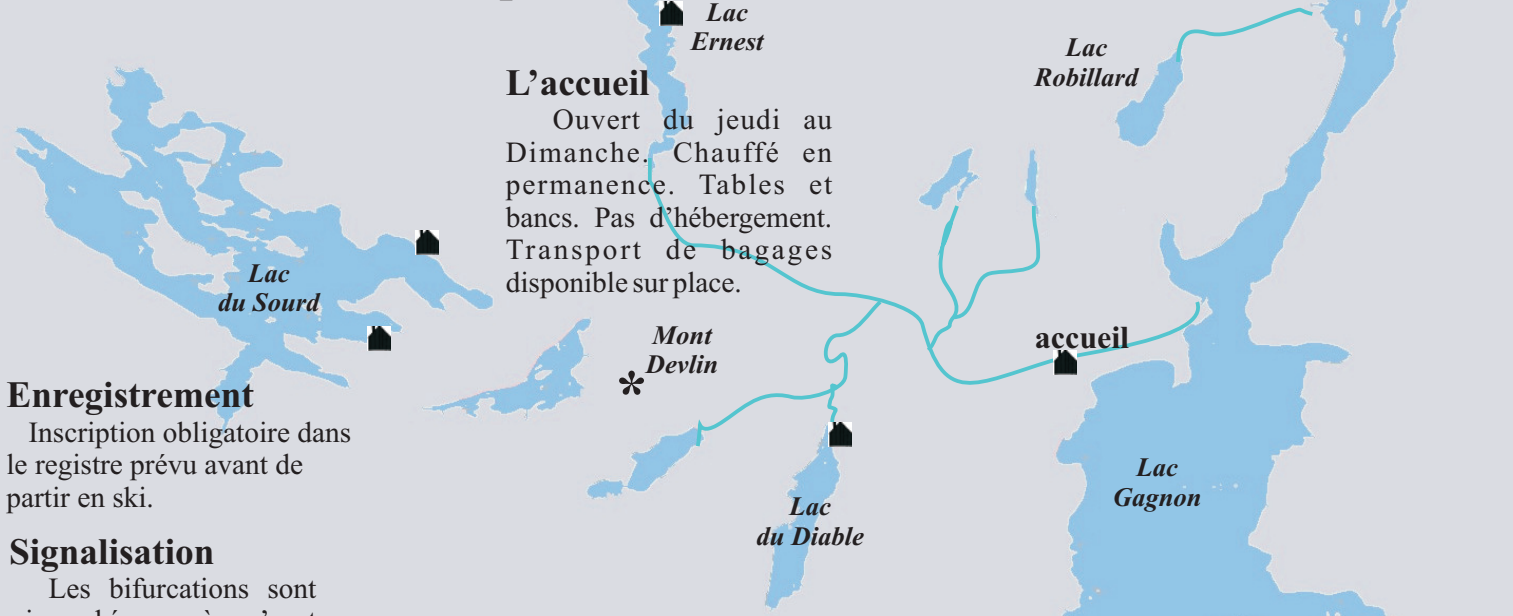 Lac
Ernest
Lac
Robillard
L’accueil
Ouvert du jeudi au
Dimanche. Chauffé en
permanence. Tables et
bancs. Pas d’hébergement.
Transport de bagages
disponible sur place.
Lac
du Sourd
Mont
Devlin
*
accueil
Enregistrement
Inscription obligatoire dans
le registre prévu avant de
partir en ski.
Lac
Gagnon
Lac
du Diable
Signalisation
Les bifurcations sont